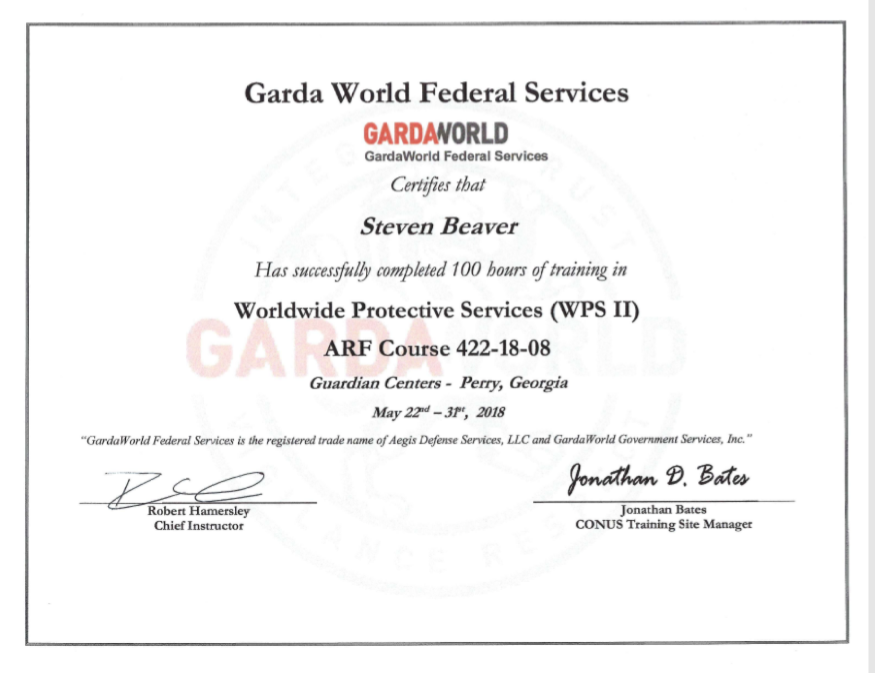 Garda World Federal Services
GARDAWORLD
GardaWorld Federal Services
Certifies that
Steven Beaver
Has successfully completed 100 hours of training in
Worldwide Protective Services (WPS II)
GARDAWORLD
ARF Course 422-18-08
Guardian Centers - Perry, Georgia
May 22nd – 31st, 2018
"GardaWorld Federal Services is the registered trade name of Aegis Defense Services, LLC and GardaWorld Government Services, Inc."
Jonathan D. Bates
Robert Hamersley
Chief Instructor
Jonathan Bates
CONUS Training Site Manager